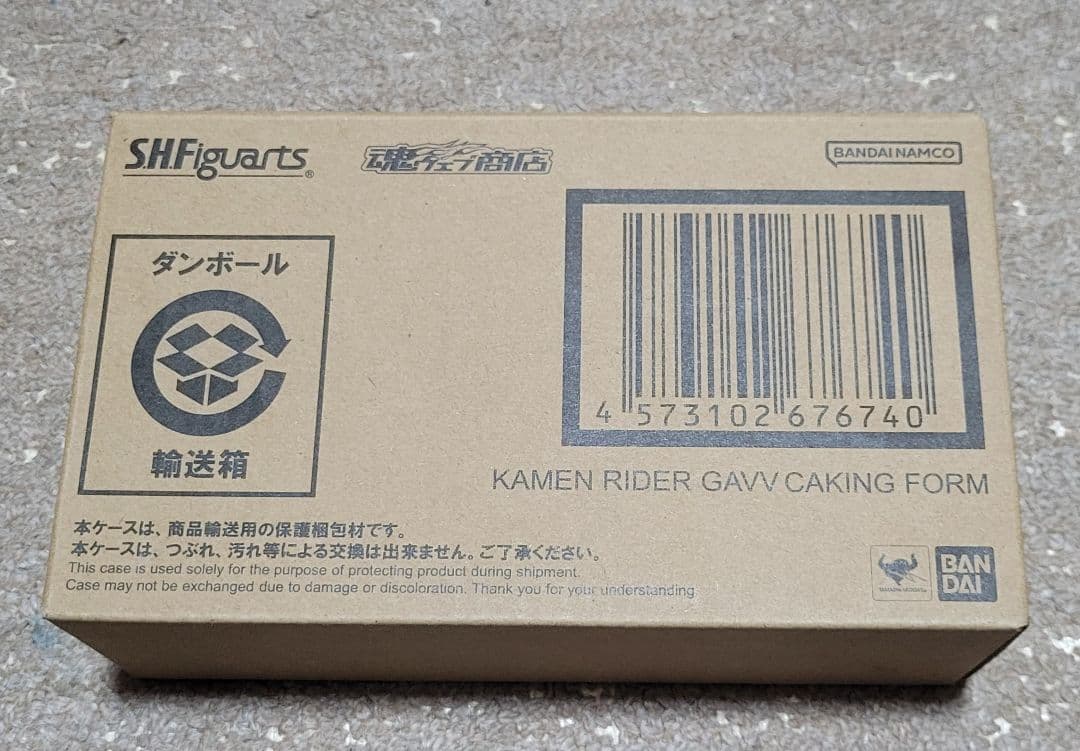 S.H.Figuarts®
魂ウェブ商店
BANDAI NAMCO
ダンボール
輸送箱
4 573102 676740
KAMEN RIDER GAVV CAKING FORM
本ケースは、商品輸送用の保護梱包材です。
本ケースは、つぶれ、汚れ等による交換は出来ません。ご了承ください。
This case is used solely for the purpose of protecting product during shipment.
Case may not be exchanged due to damage or discoloration. Thank you for your understanding.
TAMASHII NATIONS
BAN
DAI